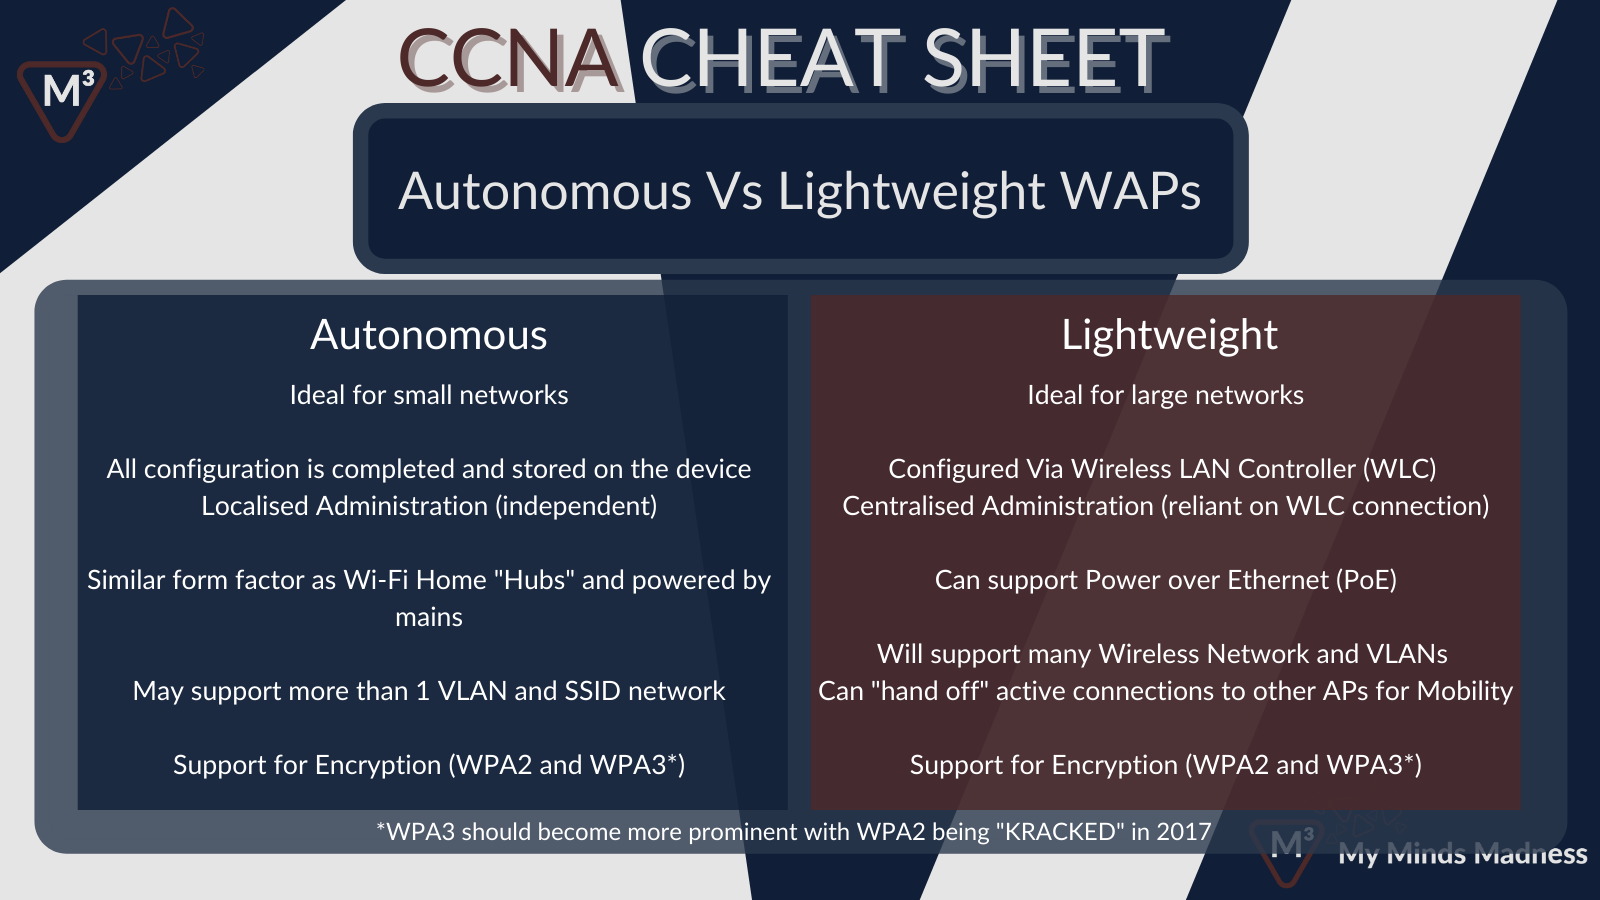 M³
CCNA CHEAT SHEET
Autonomous Vs Lightweight WAPs
Autonomous
Ideal for small networks
All configuration is completed and stored on the device
Localised Administration (independent)
Similar form factor as Wi-Fi Home "Hubs" and powered by
mains
May support more than 1 VLAN and SSID network
Support for Encryption (WPA2 and WPA3*)
Lightweight
Ideal for large networks
Configured Via Wireless LAN Controller (WLC)
Centralised Administration (reliant on WLC connection)
Can support Power over Ethernet (PoE)
Will support many Wireless Network and VLANs
Can "hand off" active connections to other APs for Mobility
Support for Encryption (WPA2 and WPA3*)
*WPA3 should become more prominent with WPA2 being "KRACKED" in 2017
M³
My Minds Madness